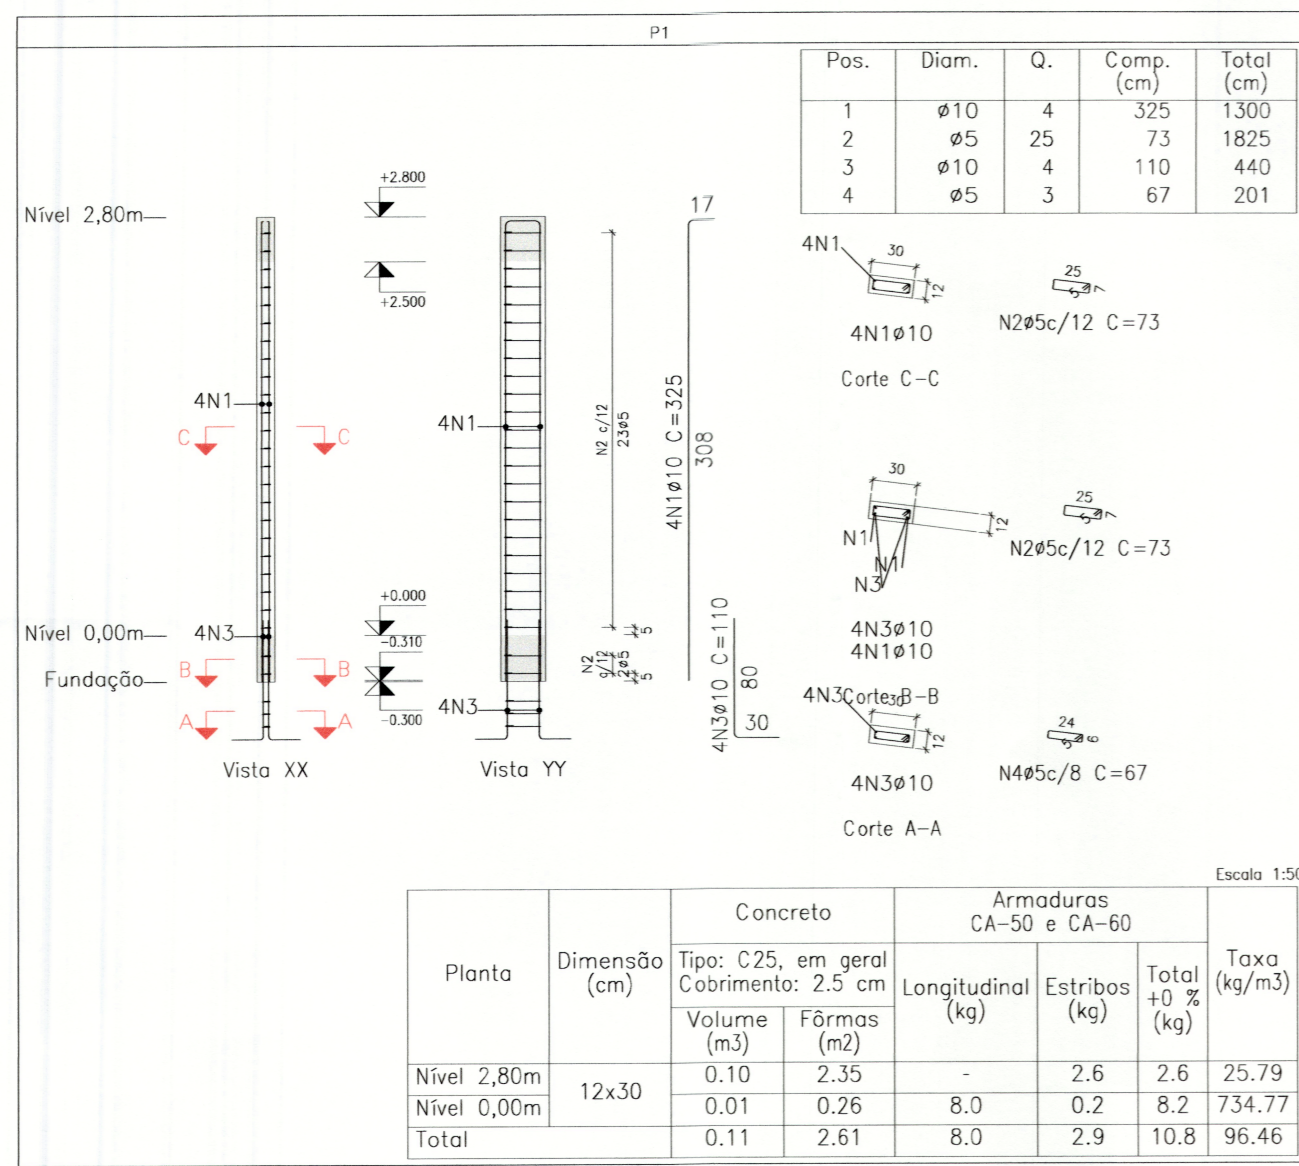 P1
Pos. Diam. Q. Comp. (cm) Total (cm)
1 ø10 4 325 1300
2 ø5 25 73 1825
3 ø10 4 110 440
4 ø5 3 67 201
Nível 2,80m
+2.800
+2.500
4N1
C C
Nível 0,00m
4N3
+0.000
-0.310
Fundação
B B
-0.300
A A
Vista XX
4N1
4N3
Vista YY
N2 c/12
23ø5
5
N2
c/12
2ø5
5
17
4N1ø10 C=325
308
4N3ø10 C=110
80
30
4N1
30
12
4N1ø10
Corte C-C
25
5
7
N2ø5c/12 C=73
30
12
N1
N1
N3
4N3ø10
4N1ø10
Corte B-B
25
5
7
N2ø5c/12 C=73
4N3
30
12
4N3ø10
Corte A-A
24
5
6
N4ø5c/8 C=67
Escala 1:50
Planta
Dimensão
(cm)
Concreto
Tipo: C25, em geral
Cobrimento: 2.5 cm
Volume
(m3)
Fôrmas
(m2)
Armaduras
CA-50 e CA-60
Longitudinal
(kg)
Estribos
(kg)
Total
+0 %
(kg)
Taxa
(kg/m3)
Nível 2,80m 12x30 0.10 2.35 - 2.6 2.6 25.79
Nível 0,00m 0.01 0.26 8.0 0.2 8.2 734.77
Total 0.11 2.61 8.0 2.9 10.8 96.46